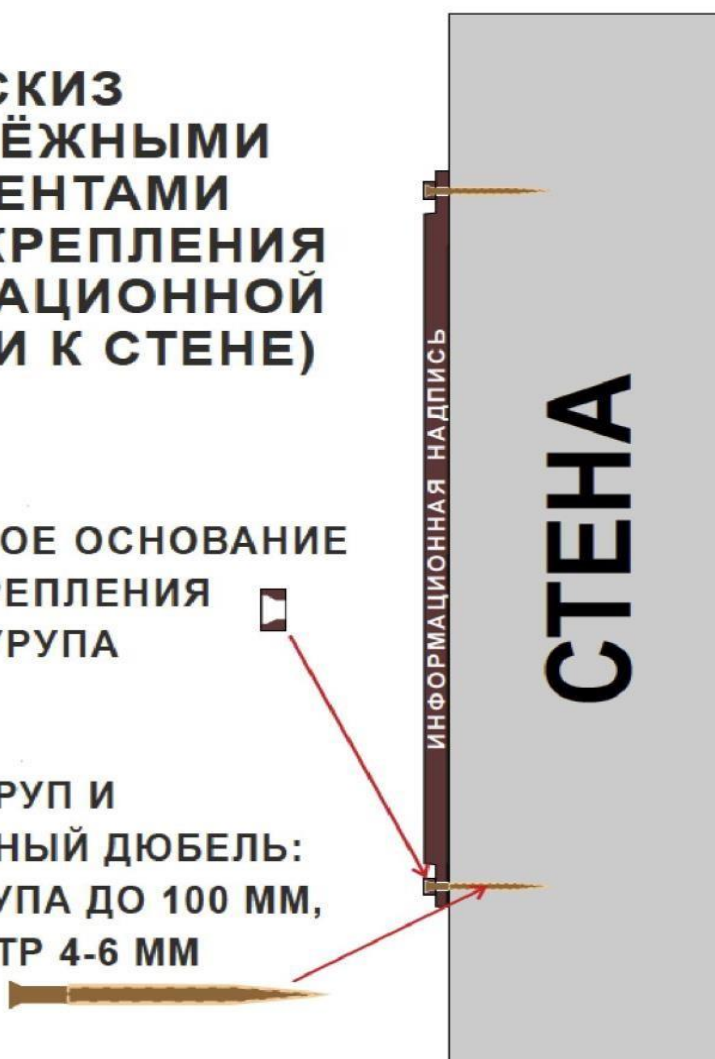 СКИЗ
ЁЖНЫМИ
ЕНТАМИ
КРЕПЛЕНИЯ
АЦИОННОЙ
И К СТЕНЕ)
ОЕ ОСНОВАНИЕ
РЕПЛЕНИЯ
УРУПА
РУП И
НЫЙ ДЮБЕЛЬ:
УПА ДО 100 ММ,
ТР 4-6 ММ
ИНФОРМАЦИОННАЯ НАДПИСЬ
СТЕНА